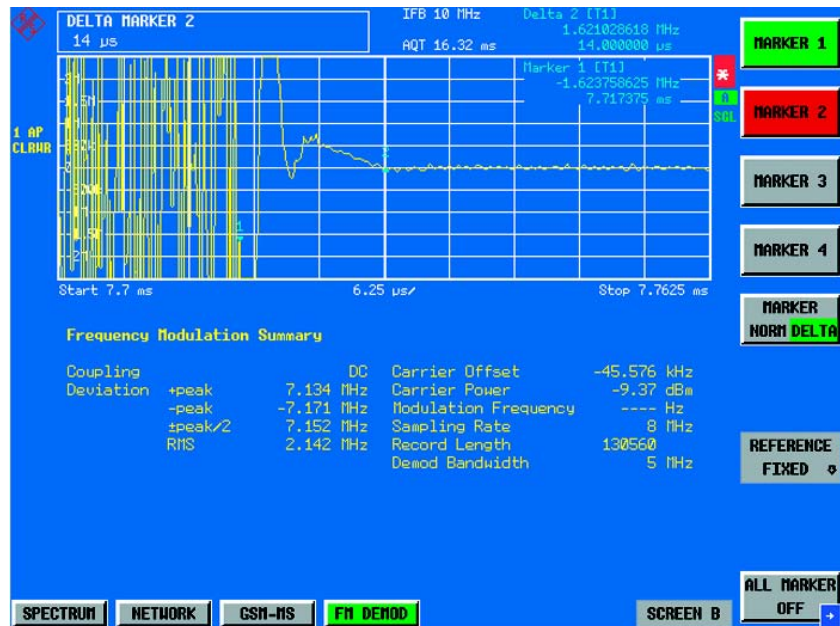 DELTA MARKER 2
14 µs
IFB 10 MHz
AQT 16.32 ms
Delta 2 [T1]
1.621028618 MHz
14.000000 µs
Marker 1 [T1]
-1.623758625 MHz
7.717375 ms
*
A
SGL
1 AP
CLRWR
2
1
Start 7.7 ms
6.25 µs/
Stop 7.7625 ms
Frequency Modulation Summary
Coupling DC
Deviation +peak 7.134 MHz
-peak -7.171 MHz
±peak/2 7.152 MHz
RMS 2.142 MHz
Carrier Offset -45.576 kHz
Carrier Power -9.37 dBm
Modulation Frequency ---- Hz
Sampling Rate 8 MHz
Record Length 130560
Demod Bandwidth 5 MHz
MARKER 1
MARKER 2
MARKER 3
MARKER 4
MARKER
NORM DELTA
REFERENCE
FIXED
ALL MARKER
OFF
SPECTRUM
NETWORK
GSM-MS
FM DEMOD
SCREEN B